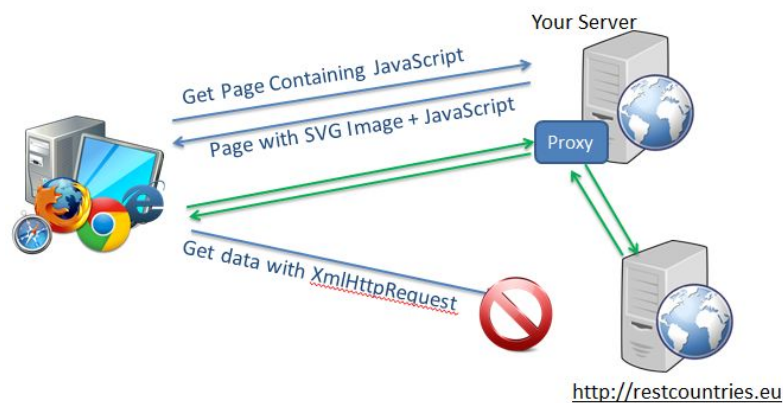 Your Server
Get Page Containing JavaScript
Page with SVG Image + JavaScript
Proxy
Get data with XmlHttpRequest
http://restcountries.eu